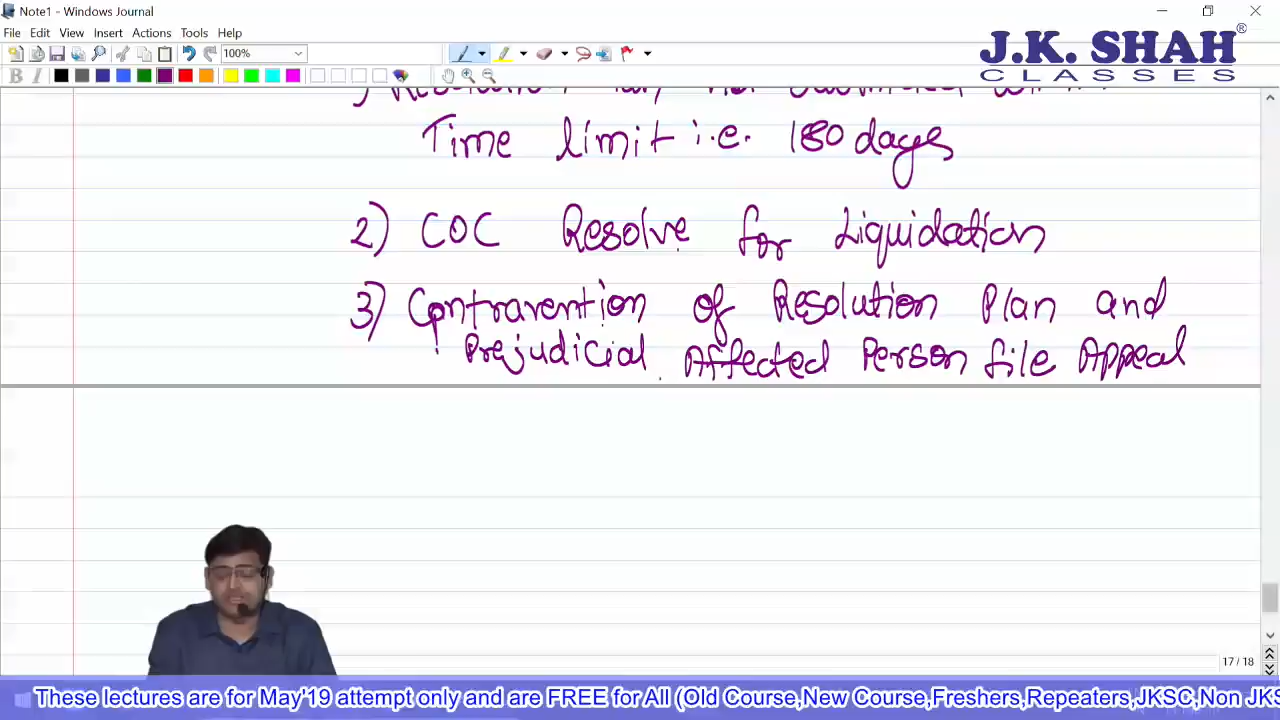 Note1 - Windows Journal
File Edit View Insert Actions Tools Help
100%
J.K. SHAH®
CLASSES
Time limit i.e. 180 days
2) COC Resolve for Liquidation
3) Contravention of Resolution Plan and
Prejudicial Affected Person file Appeal
17 / 18
These lectures are for May'19 attempt only and are FREE for All (Old Course,New Course,Freshers,Repeaters,JKSC,Non JKS